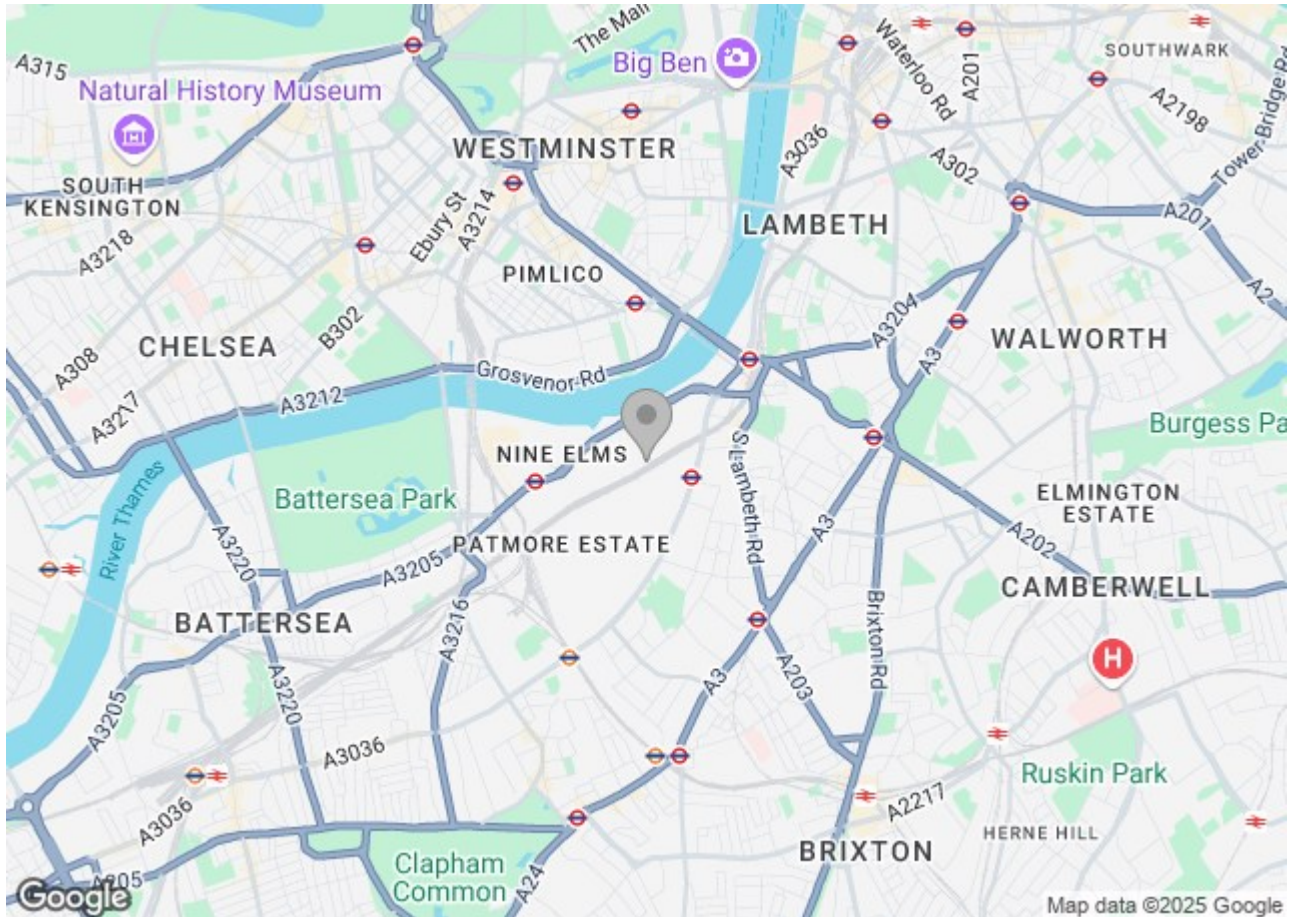 The Mall
Big Ben
Waterloo Rd
A201
SOUTHWARK
A315
Natural History Museum
A2198
Tower Bridge Rd
A3036
WESTMINSTER
A302
SOUTH
KENSINGTON
Ebury St
A3214
A201
A3218
LAMBETH
A2
PIMLICO
B302
A3204
CHELSEA
A3
WALWORTH
A308
Grosvenor Rd
A3212
A3217
Burgess Pa
NINE ELMS
S Lambeth Rd
River Thames
Battersea Park
ELMINGTON
ESTATE
A3
A202
A3220
PATMORE ESTATE
A3205
CAMBERWELL
BATTERSEA
A3216
Brixton Rd
H
A3
A203
A3205
A3220
A3036
Ruskin Park
A3036
A2217
HERNE HILL
BRIXTON
Clapham
Common
A205
A24
Google
Map data ©2025 Google